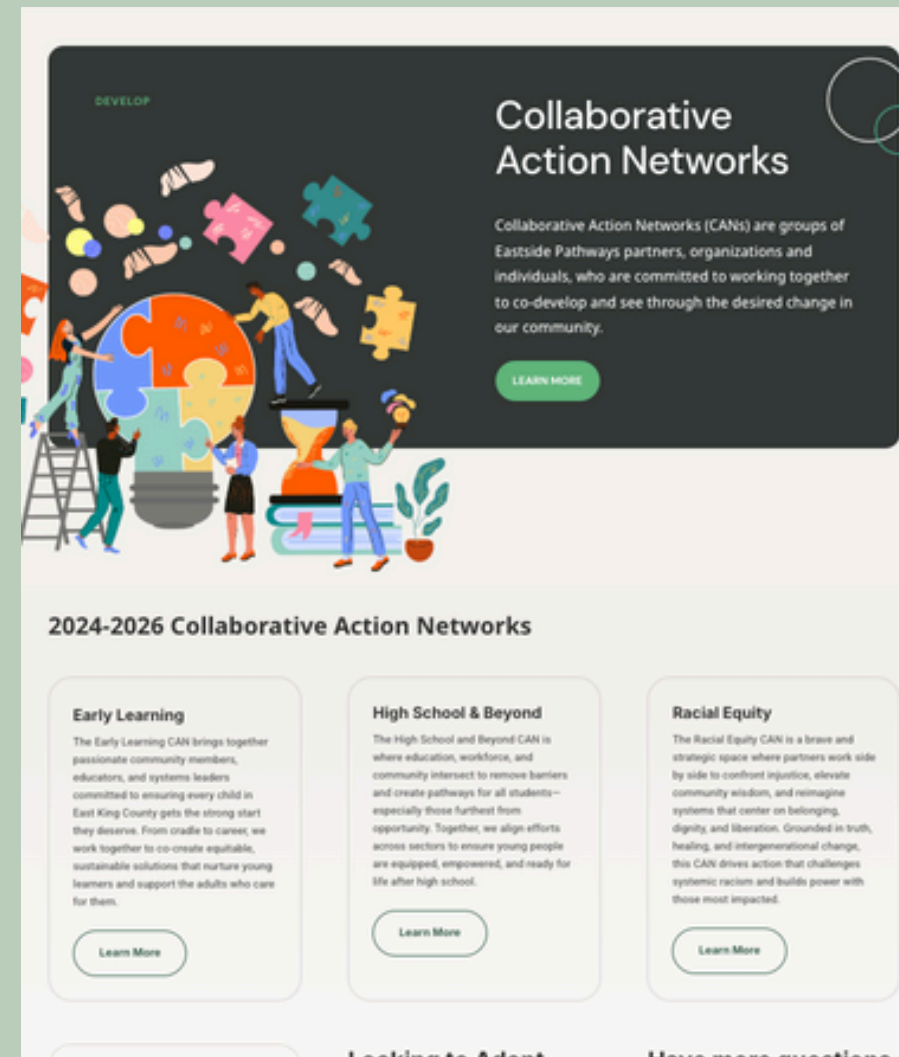 DEVELOP
Collaborative
Action Networks
Collaborative Action Networks (CANs) are groups of
Eastside Pathways partners, organizations and
individuals, who are committed to working together
to co-develop and see through the desired change in
our community.
LEARN MORE
2024-2026 Collaborative Action Networks
Early Learning
The Early Learning CAN brings together
passionate community members,
educators, and systems leaders
committed to ensuring every child in
East King County gets the strong start
they deserve. From cradle to career, we
work together to co-create equitable,
sustainable solutions that nurture young
learners and support the adults who care
for them.
Learn More
High School & Beyond
The High School and Beyond CAN is
where education, workforce, and
community intersect to remove barriers
and create pathways for all students—
especially those furthest from
opportunity. Together, we align efforts
across sectors to ensure young people
are equipped, empowered, and ready for
life after high school.
Learn More
Racial Equity
The Racial Equity CAN is a brave and
strategic space where partners work side
by side to confront injustice, elevate
community wisdom, and reimagine
systems that center on belonging,
dignity, and liberation. Grounded in truth,
healing, and intergenerational change,
this CAN drives action that challenges
systemic racism and builds power with
those most impacted.
Learn More
Looking to Adapt
Have more questions